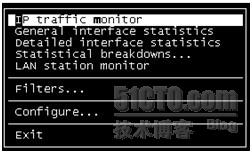 IP traffic monitor
General interface statistics
Detailed interface statistics
Statistical breakdowns...
LAN station monitor
Filters...
Configure...
Exit
51CTO.com
技术博客 Blog